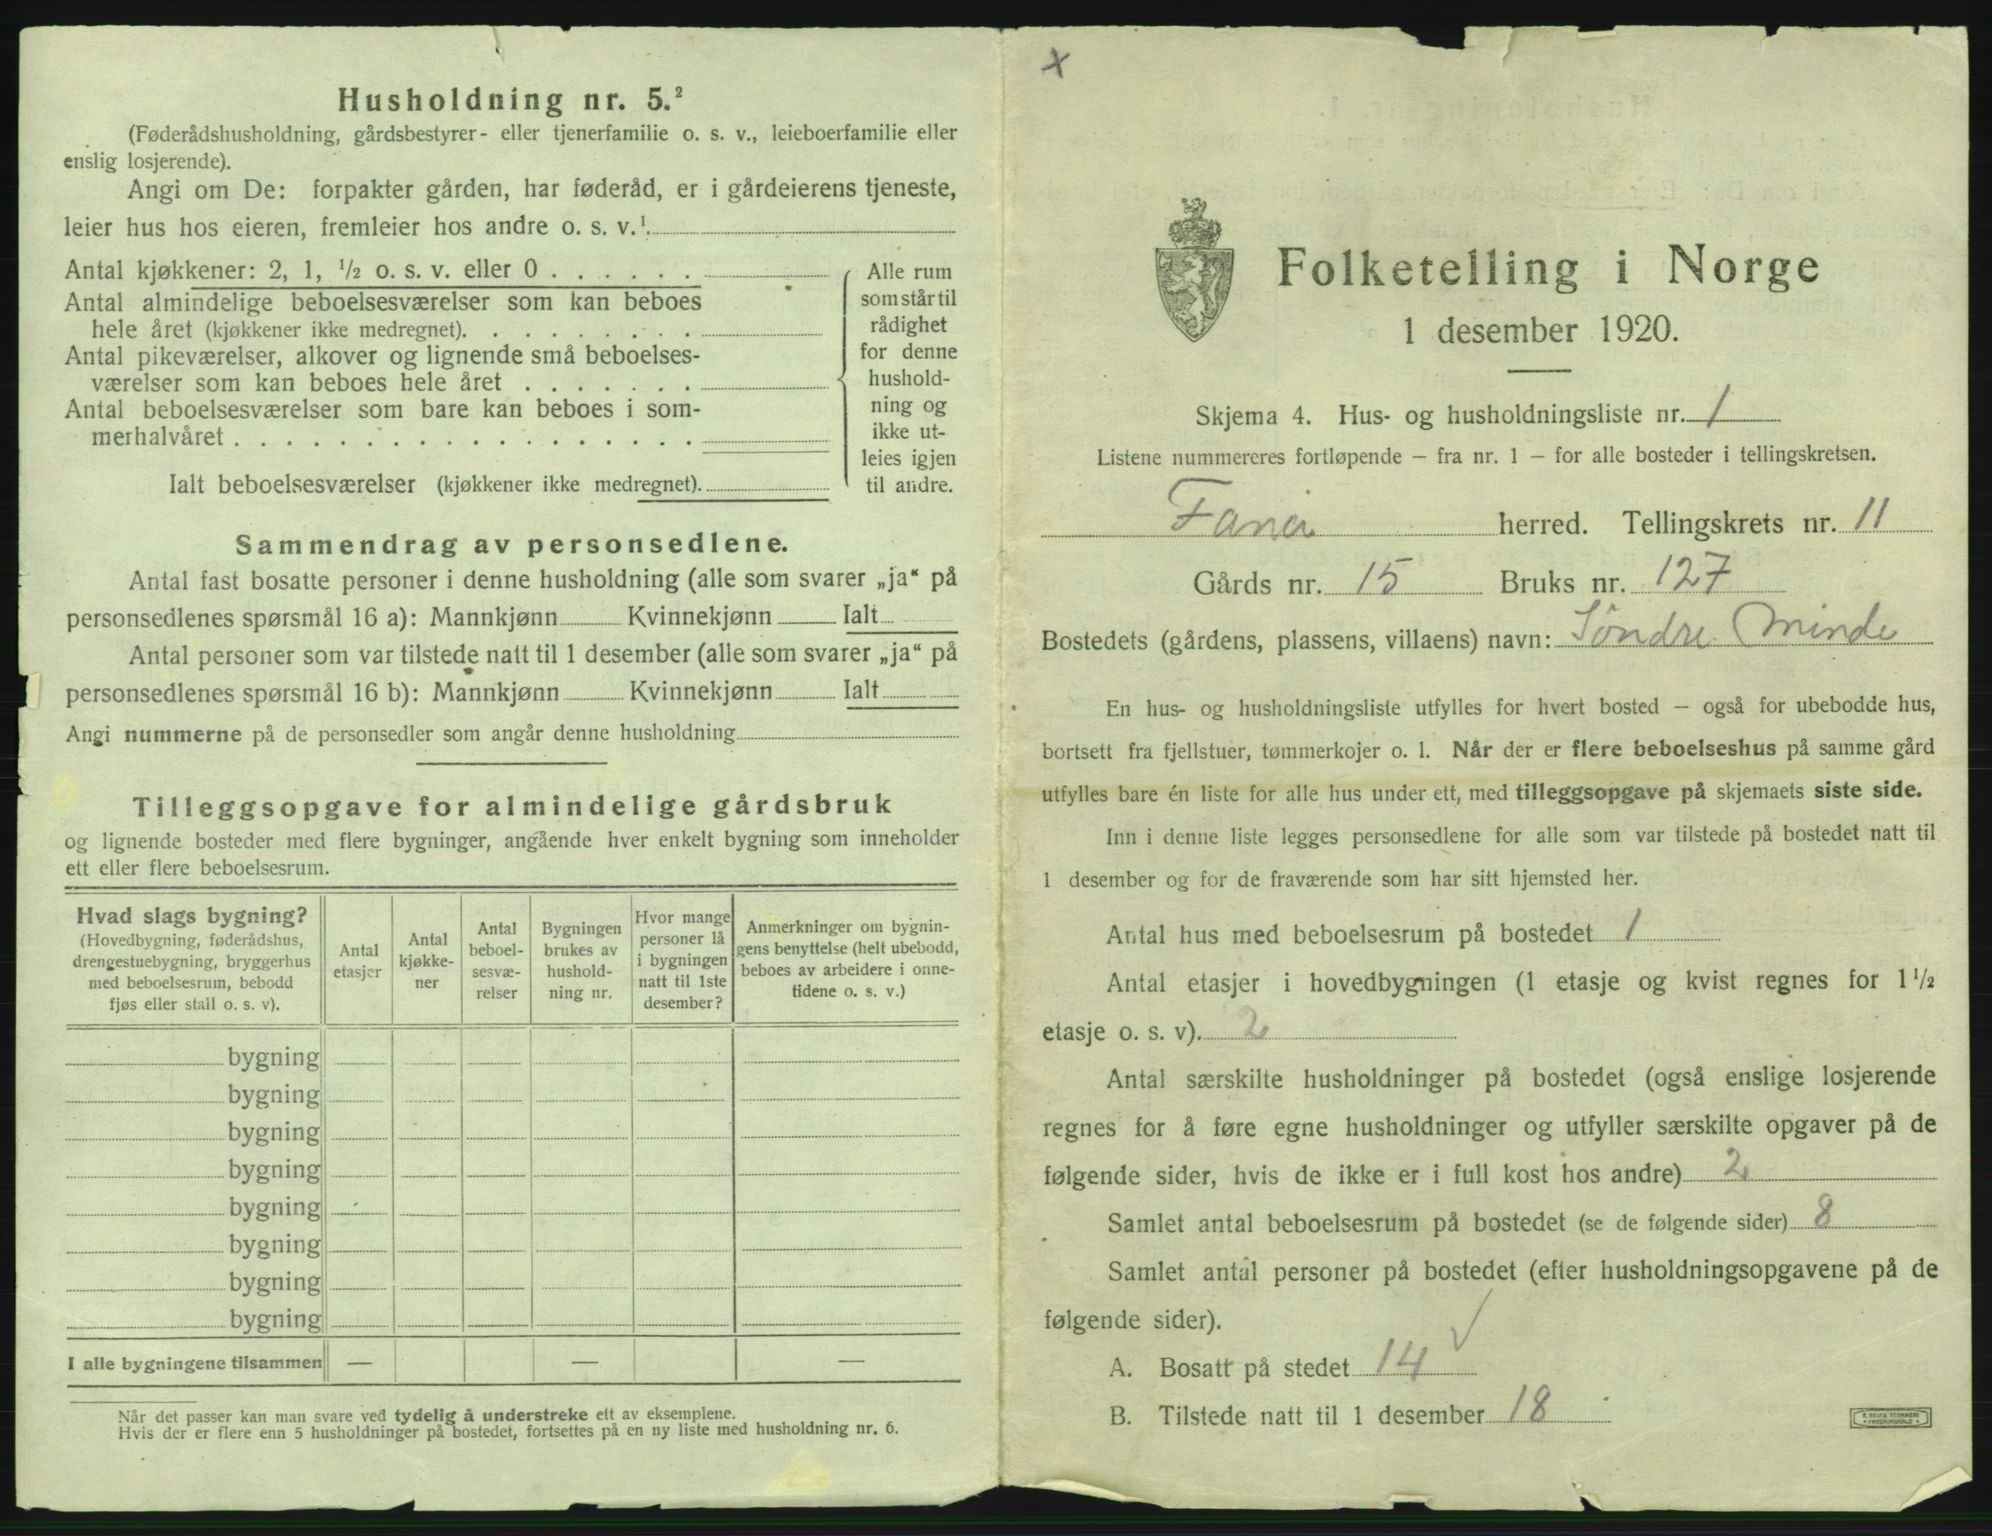 Husholdning nr. 5.²
(Føderådshusholdning, gårdsbestyrer- eller tjenerfamilie o. s. v., leieboerfamilie eller
enslig losjerende).
Angi om De: forpakter gården, har føderåd, er i gårdeierens tjeneste,
leier hus hos eieren, fremleier hos andre o. s. v.¹
Antal kjøkkener: 2, 1, ½ o. s. v. eller 0 . . . . . .
Antal almindelige beboelsesværelser som kan beboes
hele året (kjøkkener ikke medregnet). . . . . . . . .
Antal pikeværelser, alkover og lignende små beboelses-
værelser som kan beboes hele året . . . . . . .
Antal beboelsesværelser som bare kan beboes i som-
merhalvåret . . . . . . . . . . . . . . . . . .
Ialt beboelsesværelser (kjøkkener ikke medregnet).
Alle rum
som står til
rådighet
for denne
hushold-
ning og
ikke ut-
leies igjen
til andre.
Sammendrag av personsedlene.
Antal fast bosatte personer i denne husholdning (alle som svarer „ja“ på
personsedlenes spørsmål 16 a): Mannkjønn Kvinnekjønn Ialt
Antal personer som var tilstede natt til 1 desember (alle som svarer „ja“ på
personsedlenes spørsmål 16 b): Mannkjønn Kvinnekjønn Ialt
Angi nummerne på de personsedler som angår denne husholdning
Tilleggsopgave for almindelige gårdsbruk
og lignende bosteder med flere bygninger, angående hver enkelt bygning som inneholder
ett eller flere beboelsesrum.
Hvad slags bygning?
(Hovedbygning, føderådshus,
drengestuebygning, bryggerhus
med beboelsesrum, bebodd
fjøs eller stall o. s. v).
Antal
etasjer
Antal
kjøkke-
ner
Antal
beboel-
sesvæ-
relser
Bygningen
brukes av
hushold-
ning nr.
Hvor mange
personer lå
i bygningen
natt til 1ste
desember?
Anmerkninger om bygnin-
gens benyttelse (helt ubebodd,
beboes av arbeidere i onne-
tidene o. s. v.)
bygning
bygning
bygning
bygning
bygning
bygning
bygning
bygning
I alle bygningene tilsammen — — —
Når det passer kan man svare ved tydelig å understreke ett av eksemplene.
Hvis der er flere enn 5 husholdninger på bostedet, fortsettes på en ny liste med husholdning nr. 6.
x
Folketelling i Norge
1 desember 1920.
Skjema 4. Hus- og husholdningsliste nr. 1
Listene nummereres fortløpende – fra nr. 1 – for alle bosteder i tellingskretsen.
Fana herred. Tellingskrets nr. 11
Gårds nr. 15 Bruks nr. 127
Bostedets (gårdens, plassens, villaens) navn: Søndre Minde
En hus- og husholdningsliste utfylles for hvert bosted – også for ubebodde hus,
bortsett fra fjellstuer, tømmerkojer o. l. Når der er flere beboelseshus på samme gård
utfylles bare én liste for alle hus under ett, med tilleggsopgave på skjemaets siste side.
Inn i denne liste legges personsedlene for alle som var tilstede på bostedet natt til
1 desember og for de fraværende som har sitt hjemsted her.
Antal hus med beboelsesrum på bostedet 1
Antal etasjer i hovedbygningen (1 etasje og kvist regnes for 1 ½
etasje o. s. v). 2
Antal særskilte husholdninger på bostedet (også enslige losjerende
regnes for å føre egne husholdninger og utfyller særskilte opgaver på de
følgende sider, hvis de ikke er i full kost hos andre) 2
Samlet antal beboelsesrum på bostedet (se de følgende sider) 8
Samlet antal personer på bostedet (efter husholdningsopgavene på de
følgende sider).
A. Bosatt på stedet 14 √
B. Tilstede natt til 1 desember 18